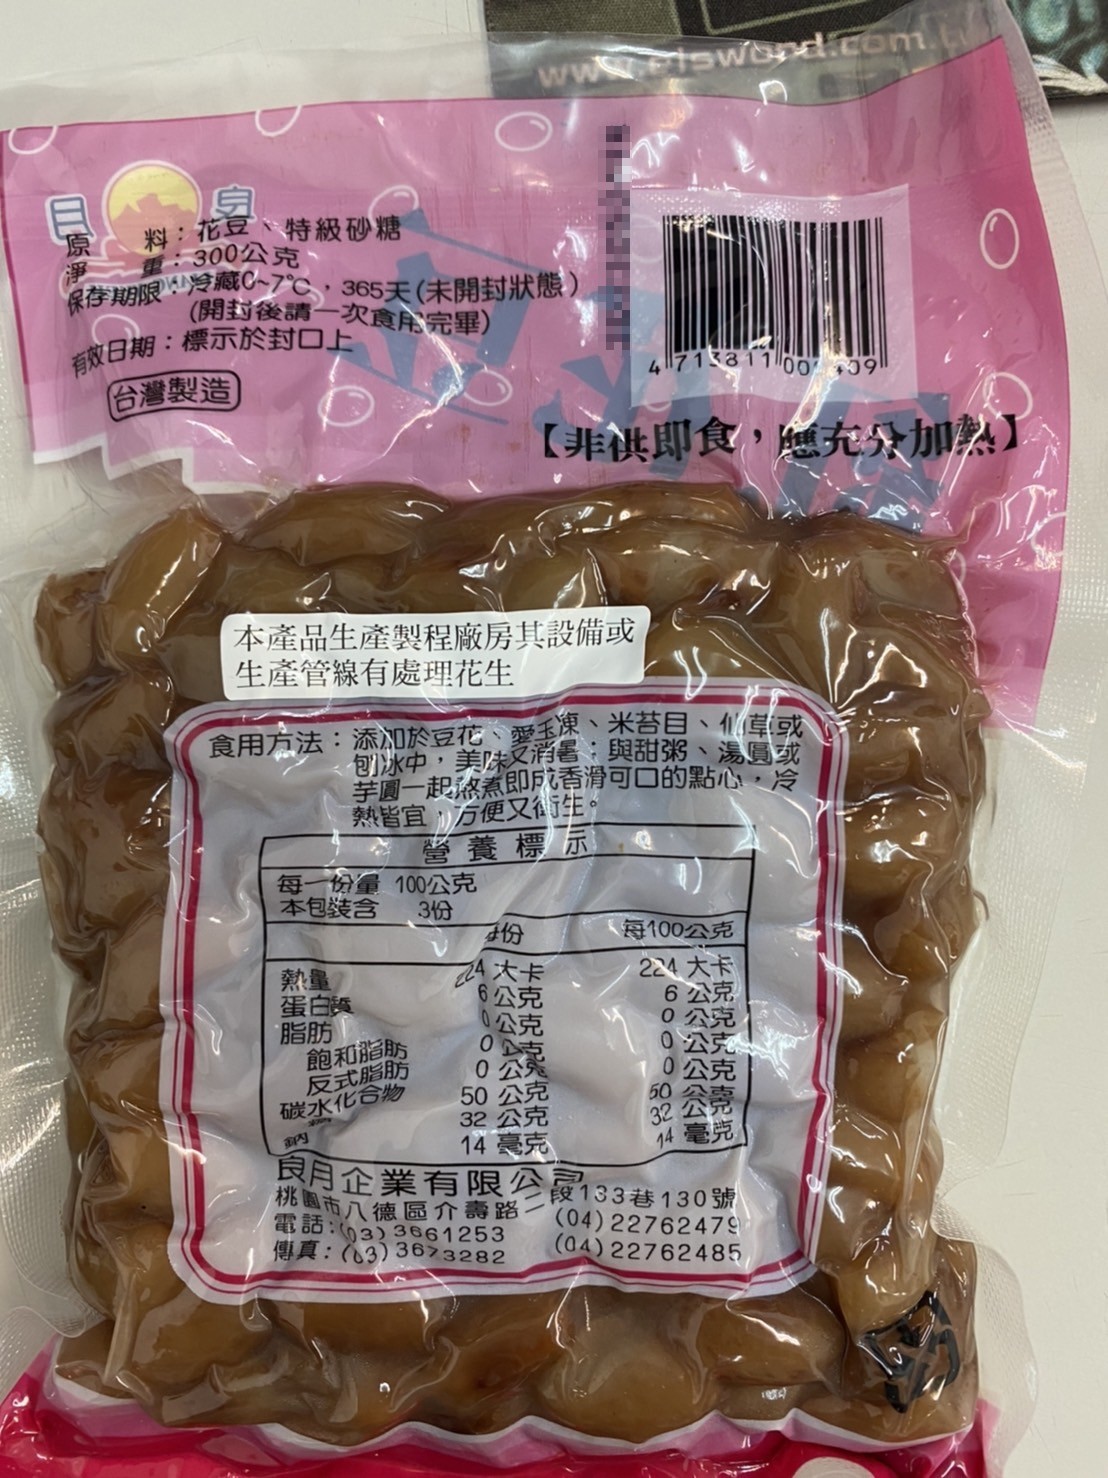 良月
原料：花豆、特級砂糖
淨重：300公克
保存期限：冷藏0~7℃，365天(未開封狀態)
(開封後請一次食用完畢)
有效日期：標示於封口上
台灣製造
4 713811 00
【非供即食，應充分加熱】
本產品生產製程廠房其設備或
生產管線有處理花生
食用方法：添加於豆花、愛玉凍、米苔目、仙草或
刨冰中，美味又消暑；與甜粥、湯圓或
芋圓一起熬煮即成香滑可口的點心，冷
熱皆宜，方便又衛生。
營養標示
每一份量 100公克
本包裝含 3份
每份 每100公克
熱量 224 大卡 224 大卡
蛋白質 6 公克 6 公克
脂肪 0 公克 0 公克
飽和脂肪 0 公克 0 公克
反式脂肪 0 公克 0 公克
碳水化合物 50 公克 50 公克
32 公克 32 公克
鈉 14 毫克 14 毫克
良月企業有限公司
桃園市八德區介壽路二段133巷130號
電話：(03)3661253 (04)22762479
傳真：(03)3673282 (04)22762485